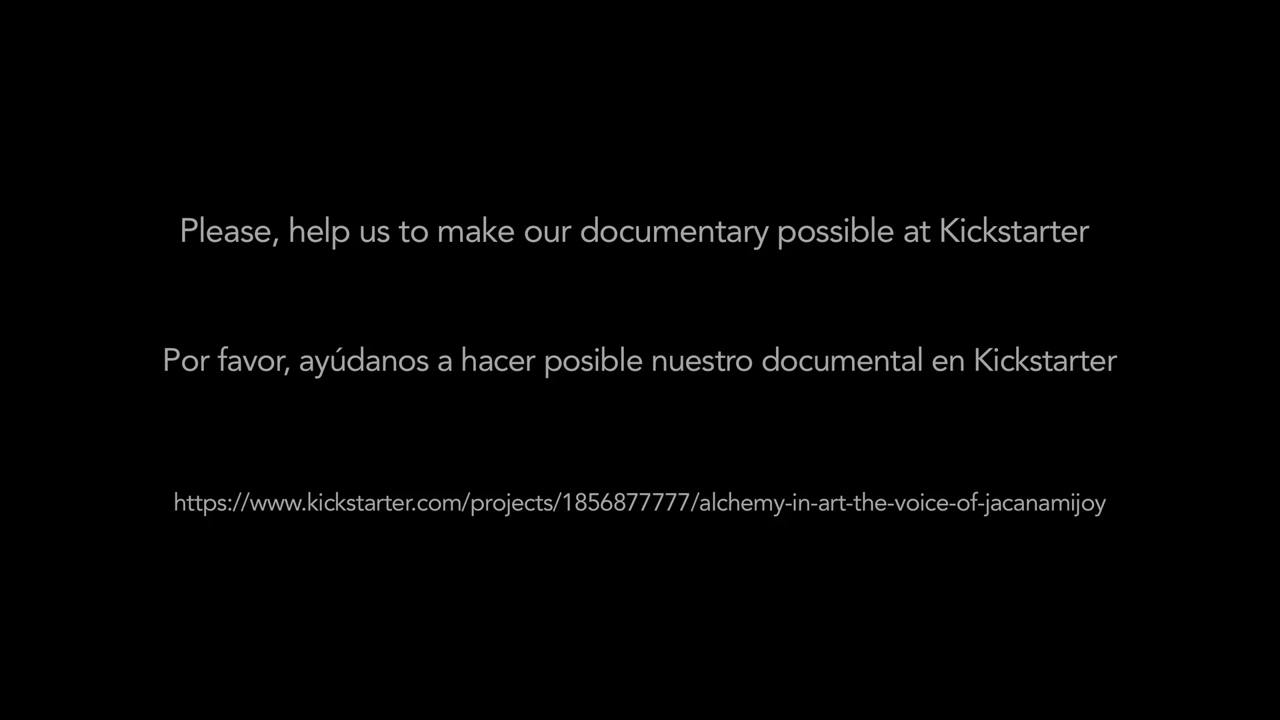 Please, help us to make our documentary possible at Kickstarter
Por favor, ayúdanos a hacer posible nuestro documental en Kickstarter
https://www.kickstarter.com/projects/1856877777/alchemy-in-art-the-voice-of-jacanamijoy